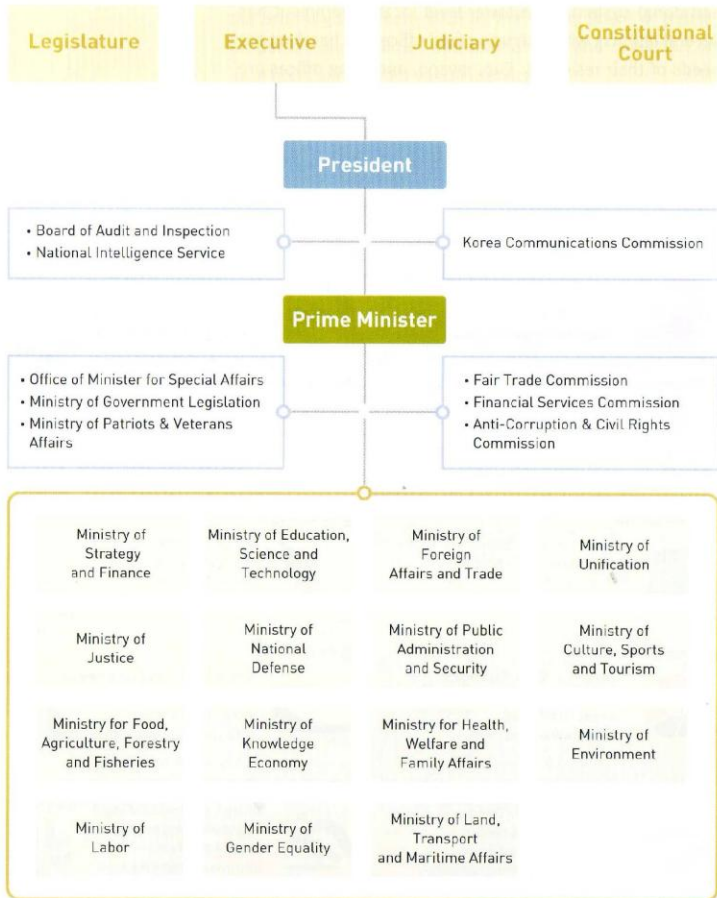 Legislature
Executive
Judiciary
Constitutional
Court
President
• Board of Audit and Inspection
• National Intelligence Service
Korea Communications Commission
Prime Minister
• Office of Minister for Special Affairs
• Ministry of Government Legislation
• Ministry of Patriots & Veterans
Affairs
• Fair Trade Commission
• Financial Services Commission
• Anti-Corruption & Civil Rights
Commission
Ministry of
Strategy
and Finance
Ministry of Education,
Science and
Technology
Ministry of
Foreign
Affairs and Trade
Ministry of
Unification
Ministry of
Justice
Ministry of
National
Defense
Ministry of Public
Administration
and Security
Ministry of
Culture, Sports
and Tourism
Ministry for Food,
Agriculture, Forestry
and Fisheries
Ministry of
Knowledge
Economy
Ministry for Health,
Welfare and
Family Affairs
Ministry of
Environment
Ministry of
Labor
Ministry of
Gender Equality
Ministry of Land,
Transport
and Maritime Affairs